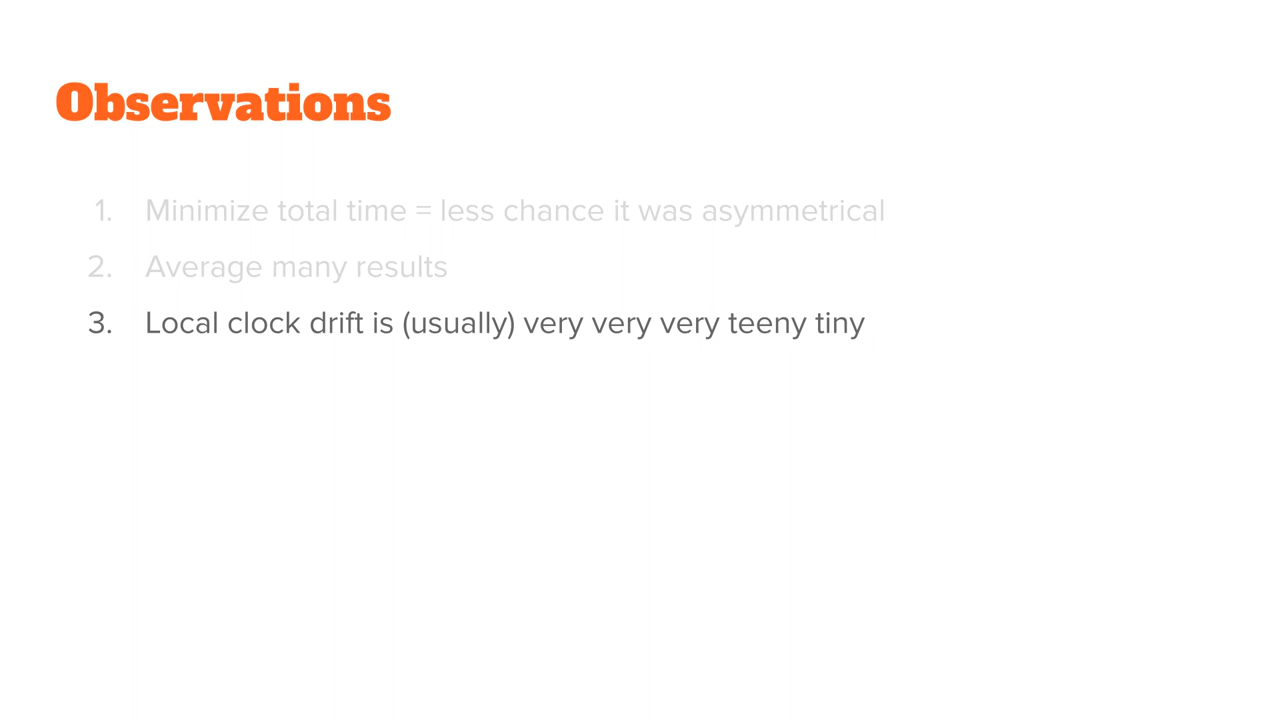 Observations
1. Minimize total time = less chance it was asymmetrical
2. Average many results
3. Local clock drift is (usually) very very very teeny tiny